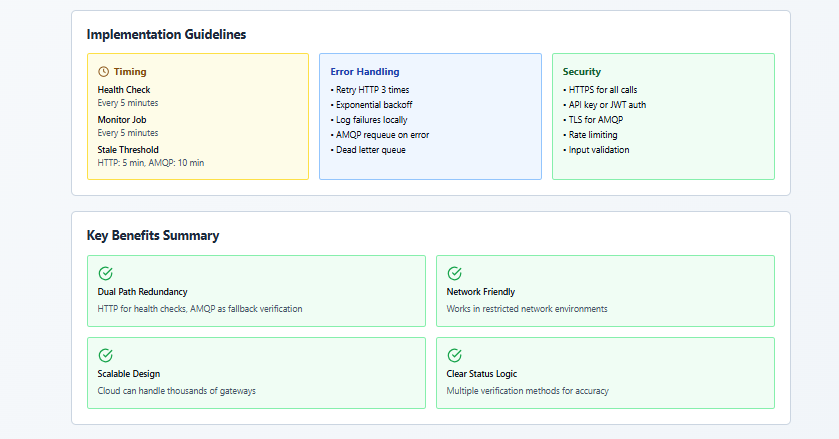 Implementation Guidelines
Timing
Health Check
Every 5 minutes
Monitor Job
Every 5 minutes
Stale Threshold
HTTP: 5 min, AMQP: 10 min
Error Handling
• Retry HTTP 3 times
• Exponential backoff
• Log failures locally
• AMQP requeue on error
• Dead letter queue
Security
• HTTPS for all calls
• API key or JWT auth
• TLS for AMQP
• Rate limiting
• Input validation
Key Benefits Summary
Dual Path Redundancy
HTTP for health checks, AMQP as fallback verification
Network Friendly
Works in restricted network environments
Scalable Design
Cloud can handle thousands of gateways
Clear Status Logic
Multiple verification methods for accuracy